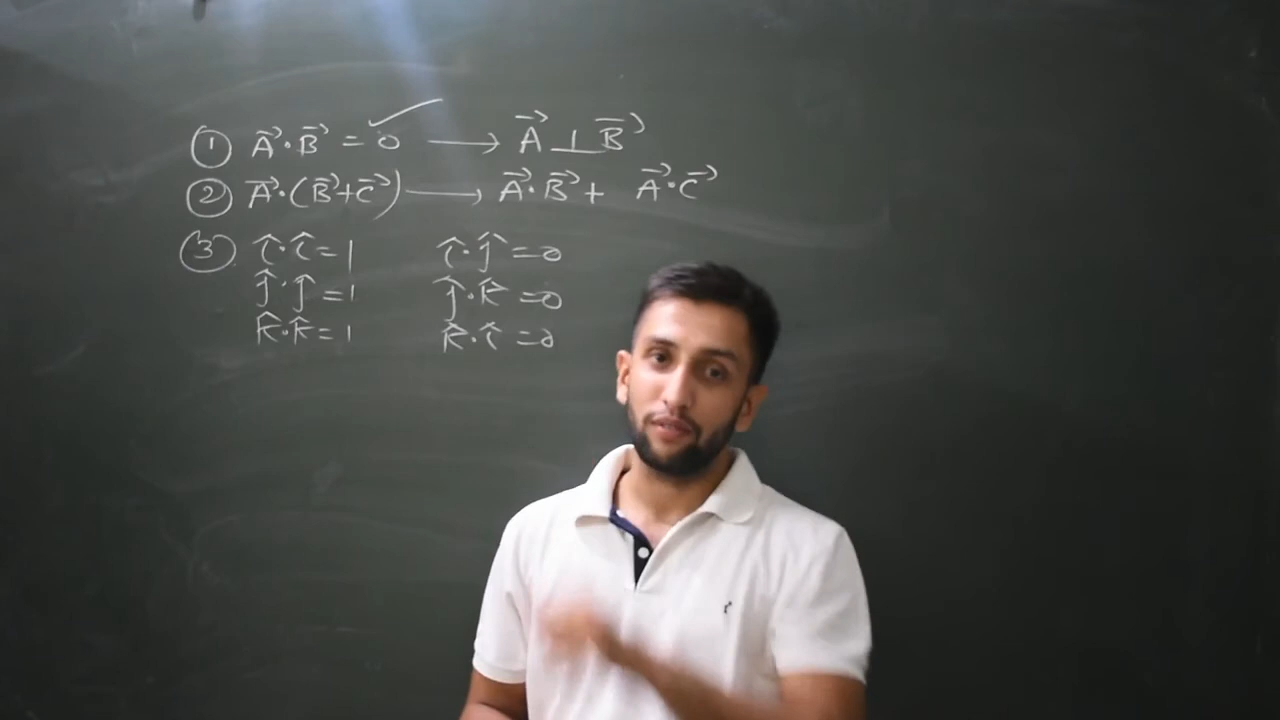 ① A⃗·B⃗ = 0 ✓ → A⃗ ⊥ B⃗
② A⃗·(B⃗+C⃗) → A⃗·B⃗ + A⃗·C⃗
③ î·î=1 î·ĵ=0
ĵ·ĵ=1 ĵ·k̂=0
k̂·k̂=1 k̂·î=0